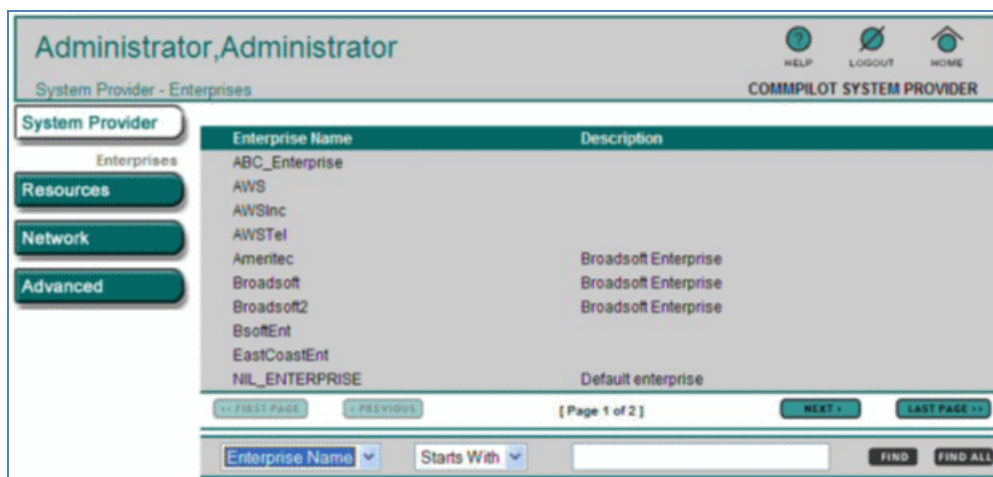 Administrator,Administrator
HELP LOGOUT HOME
System Provider - Enterprises
COMMPILOT SYSTEM PROVIDER
System Provider
Enterprises
Resources
Network
Advanced
Enterprise Name Description
ABC_Enterprise
AWS
AWSInc
AWSTel
Ameritec Broadsoft Enterprise
Broadsoft Broadsoft Enterprise
Broadsoft2 Broadsoft Enterprise
BsoftEnt
EastCoastEnt
NIL_ENTERPRISE Default enterprise
<< FIRST PAGE < PREVIOUS [ Page 1 of 2 ] NEXT > LAST PAGE >>
Enterprise Name Starts With FIND FIND ALL